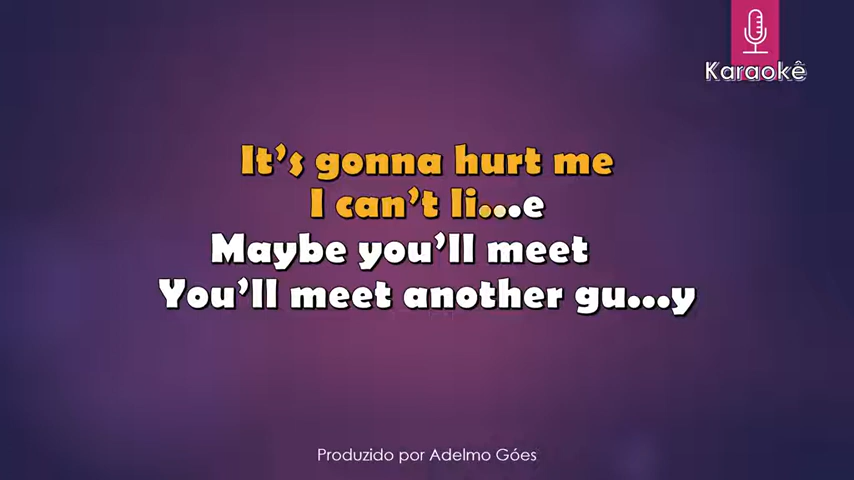 Karaokê
It's gonna hurt me
I can't li...e
Maybe you'll meet
You'll meet another gu...y
Produzido por Adelmo Góes